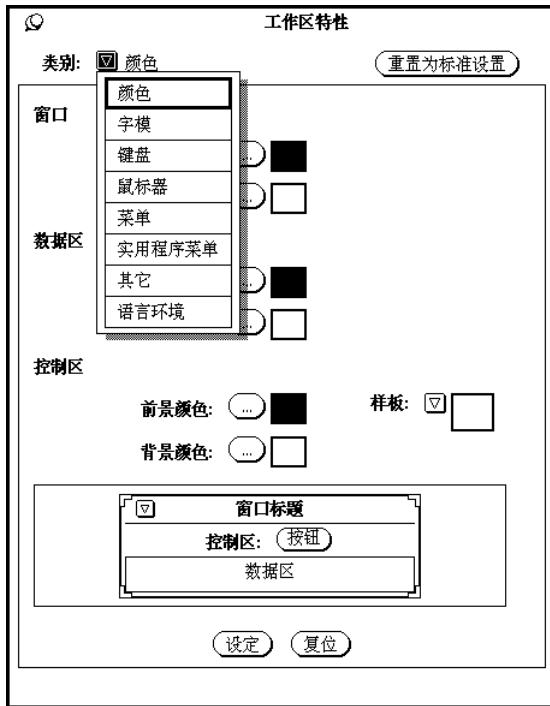 工作区特性
类别: 颜色 重置为标准设置
颜色
窗口
字模
键盘
...
鼠标器
...
菜单
数据区
实用程序菜单
其它
...
语言环境
...
控制区
前景颜色: ... 样板:
背景颜色: ...
窗口标题
控制区: 按钮
数据区
设定 复位